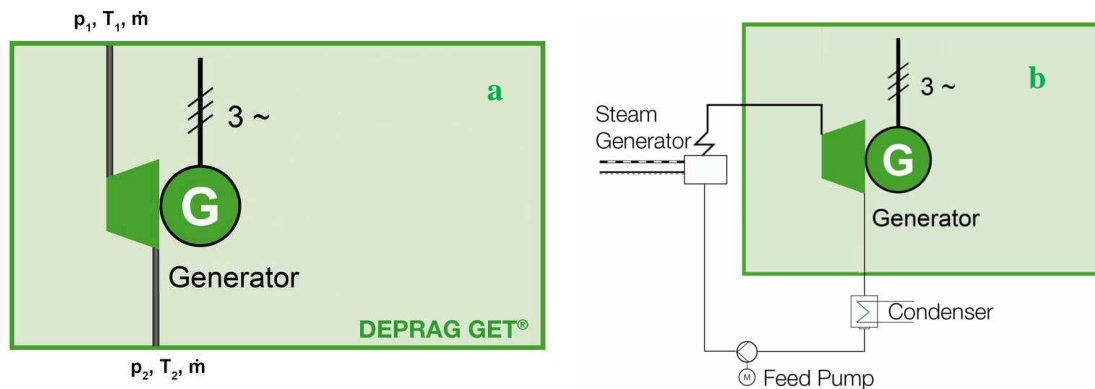 p₁, T₁, ṁ
a
3 ~
G
Generator
DEPRAG GET®
p₂, T₂, ṁ
b
3 ~
Steam
Generator
G
Generator
Condenser
M
Feed Pump